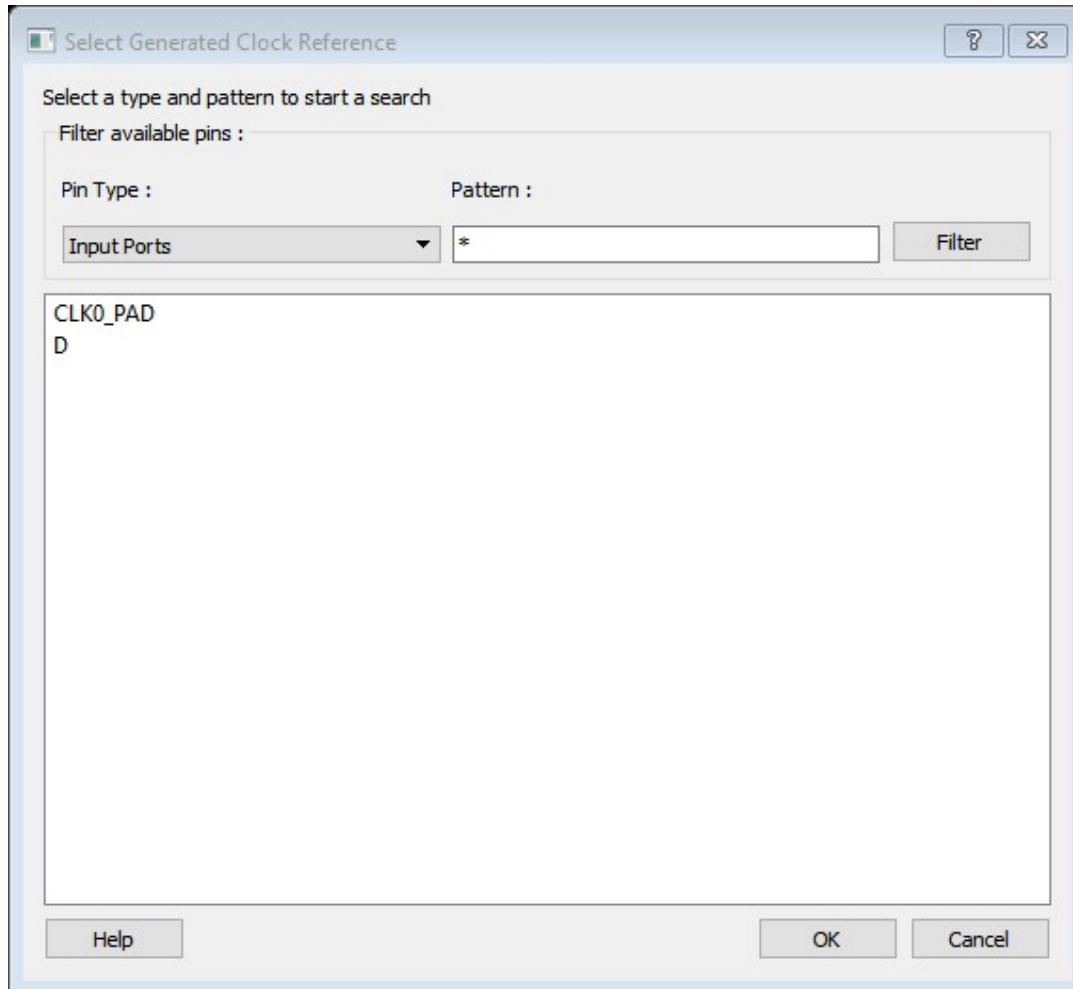 Select Generated Clock Reference
Select a type and pattern to start a search
Filter available pins :
Pin Type :
Pattern :
Input Ports
*
Filter
CLK0_PAD
D
Help
OK
Cancel